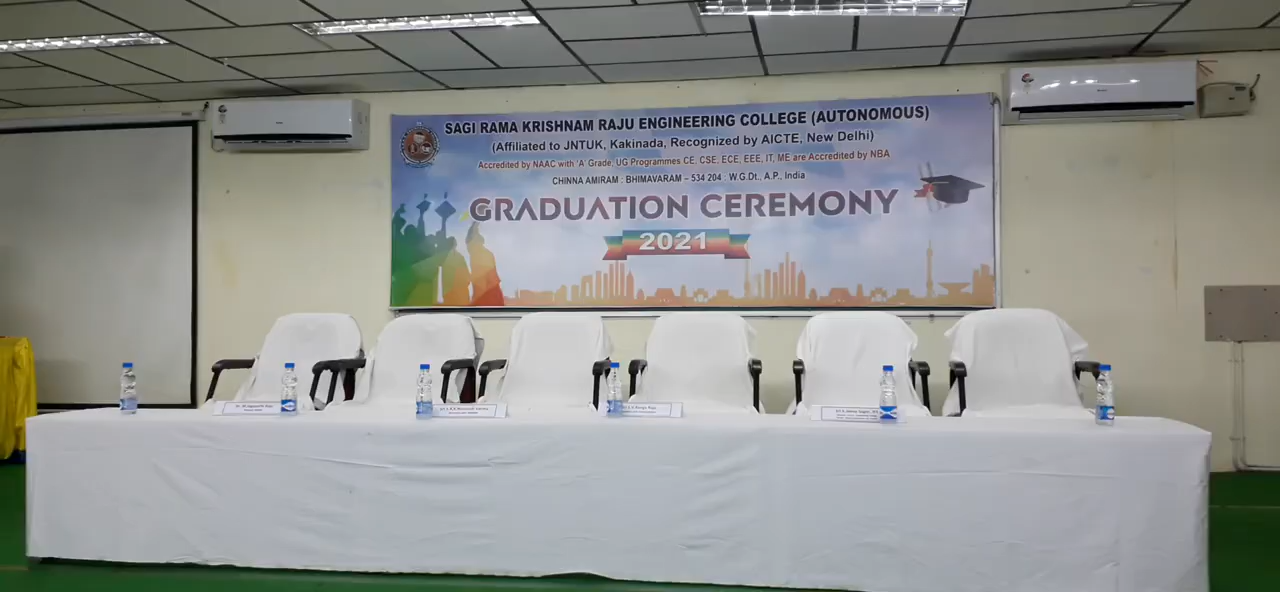 SAGI RAMA KRISHNAM RAJU ENGINEERING COLLEGE (AUTONOMOUS)
(Affiliated to JNTUK, Kakinada, Recognized by AICTE, New Delhi)
Accredited by NAAC with 'A' Grade, UG Programmes CE, CSE, ECE, EEE, IT, ME are Accredited by NBA
CHINNA AMIRAM : BHIMAVARAM – 534 204 : W.G.Dt., A.P., India
GRADUATION CEREMONY
2021